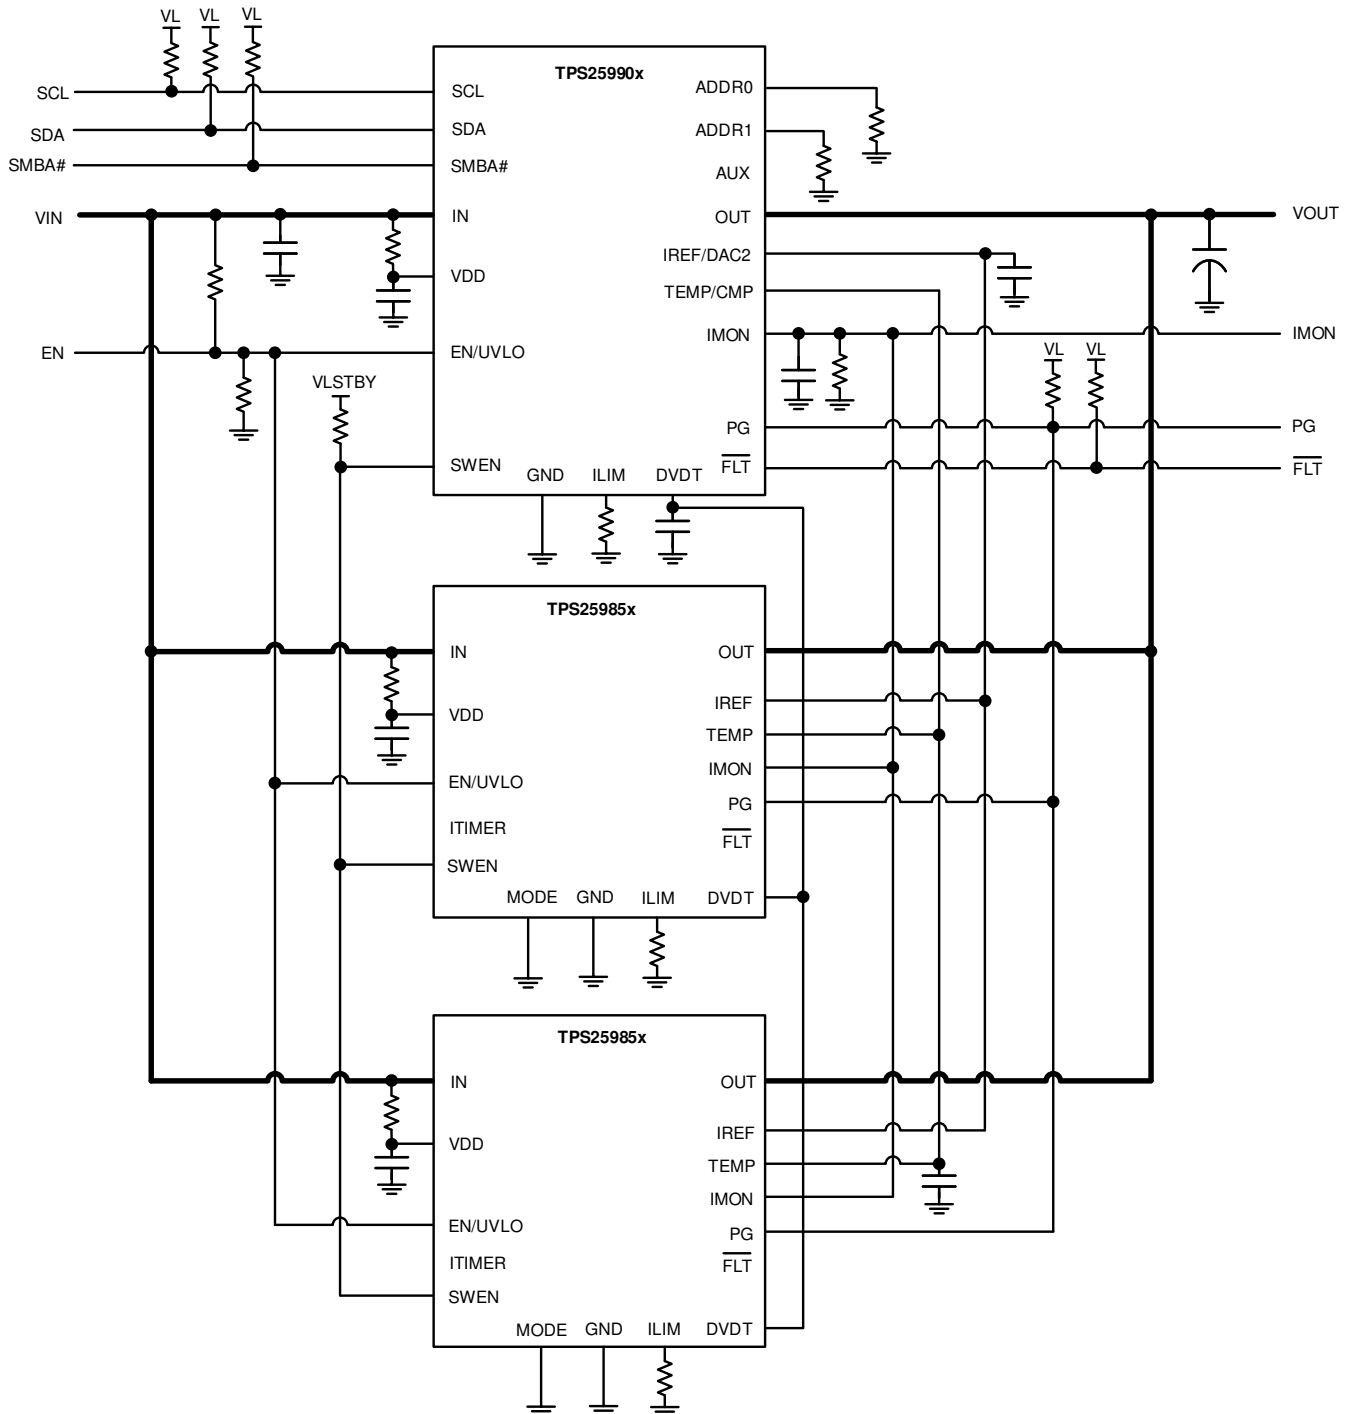 VL VL VL
TPS25990x
SCL SCL ADDR0
SDA SDA ADDR1
SMBA# SMBA# AUX
VIN IN OUT VOUT
IREF/DAC2
VDD TEMP/CMP
IMON IMON
EN EN/UVLO VL VL
VLSTBY
PG PG
SWEN GND ILIM DVDT FLT FLT
TPS25985x
IN OUT
IREF
VDD TEMP
IMON
EN/UVLO PG
ITIMER FLT
SWEN
MODE GND ILIM DVDT
TPS25985x
IN OUT
IREF
VDD TEMP
IMON
EN/UVLO PG
ITIMER FLT
SWEN
MODE GND ILIM DVDT